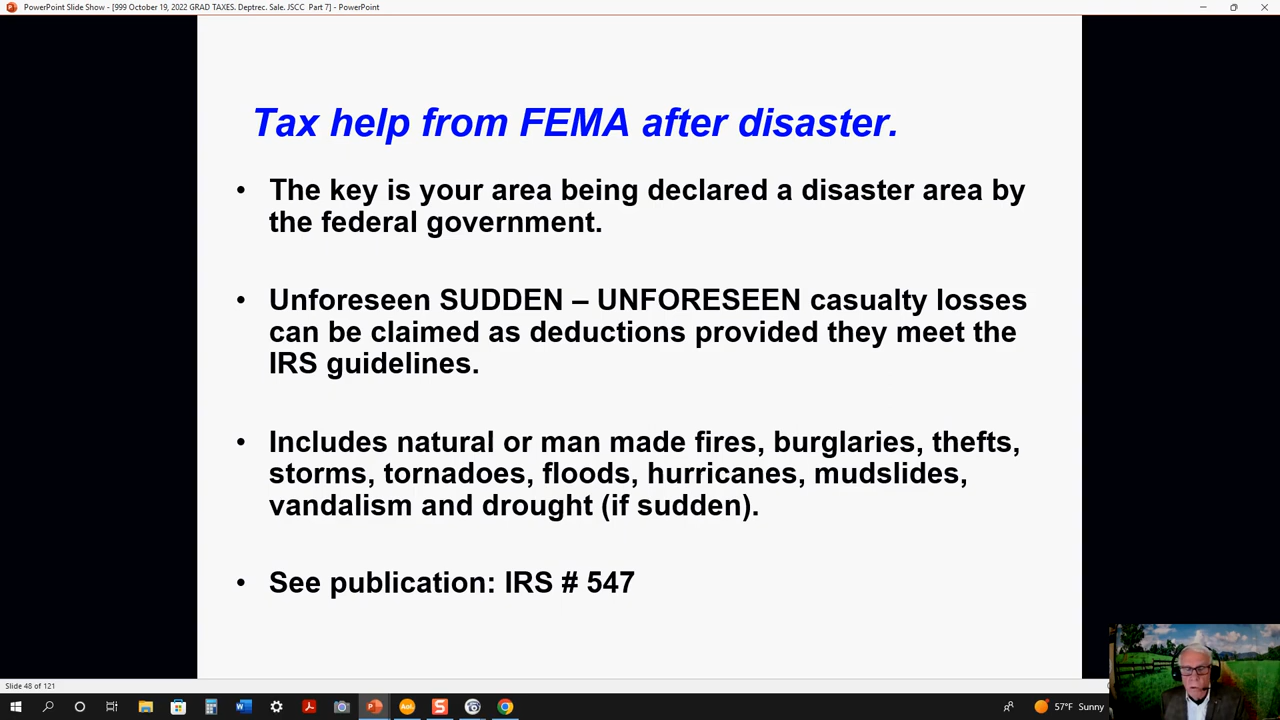 PowerPoint Slide Show - [999 October 19, 2022 GRAD TAXES. Deptrec. Sale. JSCC Part 7] - PowerPoint
Tax help from FEMA after disaster.
• The key is your area being declared a disaster area by
the federal government.
• Unforeseen SUDDEN – UNFORESEEN casualty losses
can be claimed as deductions provided they meet the
IRS guidelines.
• Includes natural or man made fires, burglaries, thefts,
storms, tornadoes, floods, hurricanes, mudslides,
vandalism and drought (if sudden).
• See publication: IRS # 547
Slide 48 of 121
57°F Sunny